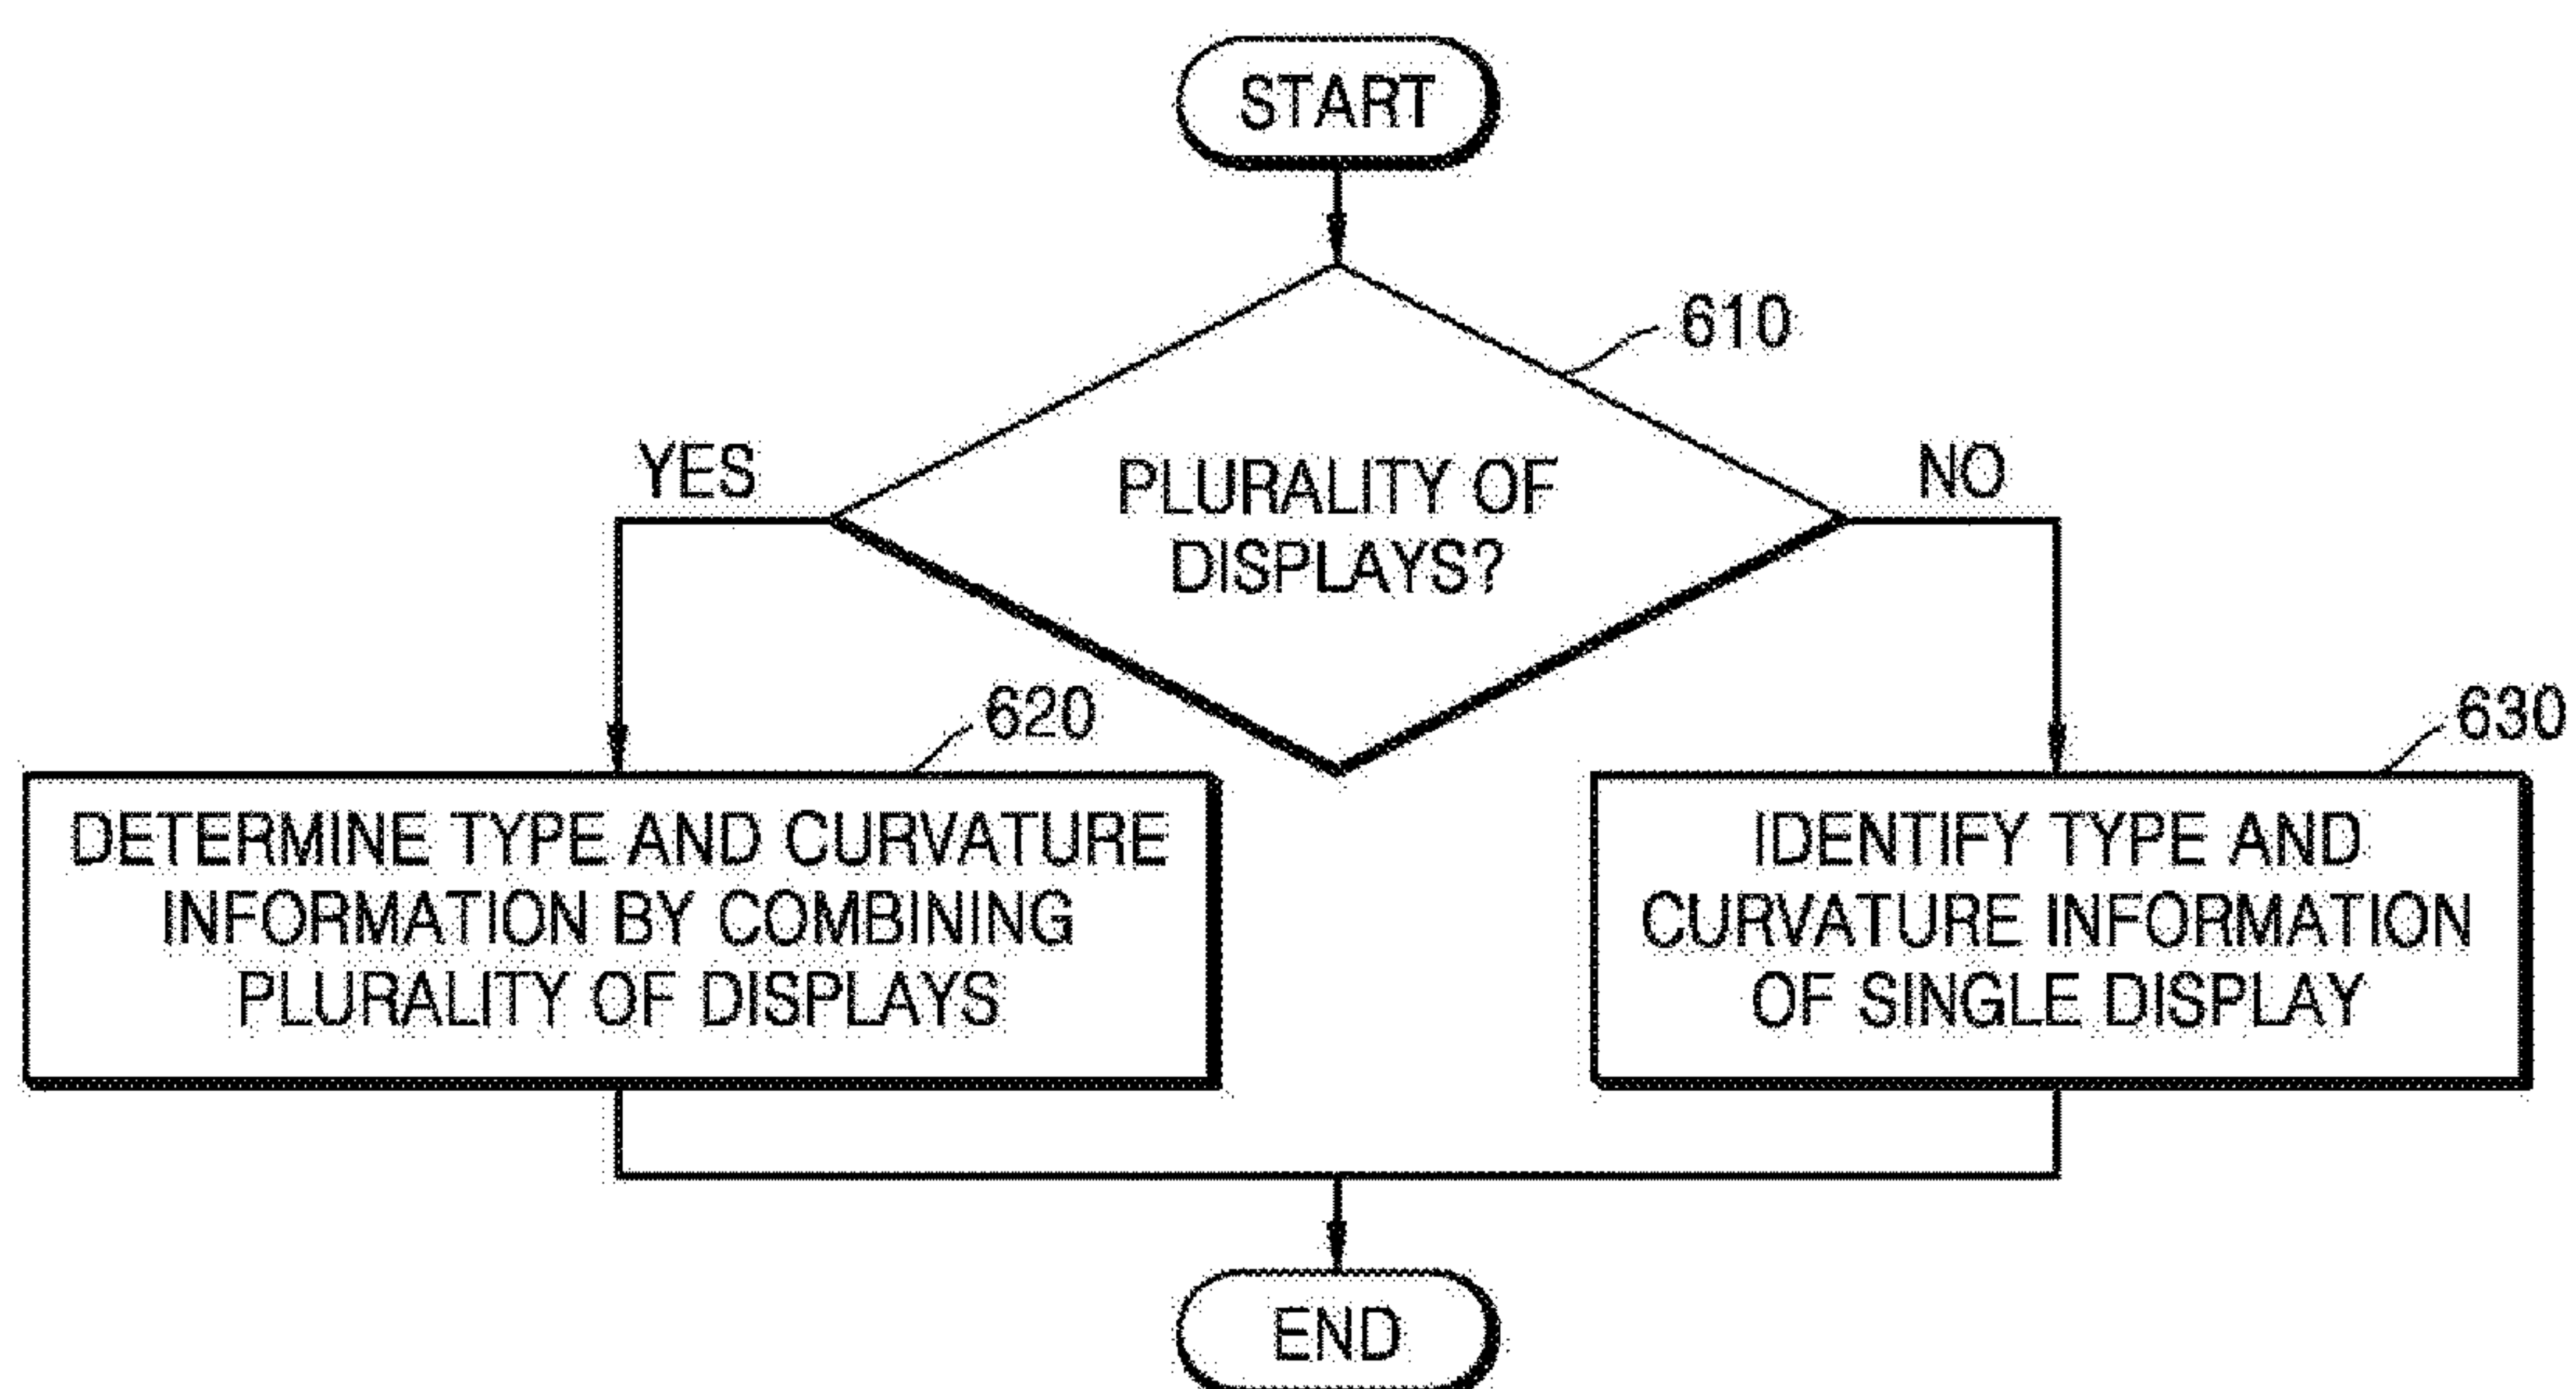 START
610
PLURALITY OF
DISPLAYS?
YES
NO
620
DETERMINE TYPE AND CURVATURE
INFORMATION BY COMBINING
PLURALITY OF DISPLAYS
630
IDENTIFY TYPE AND
CURVATURE INFORMATION
OF SINGLE DISPLAY
END